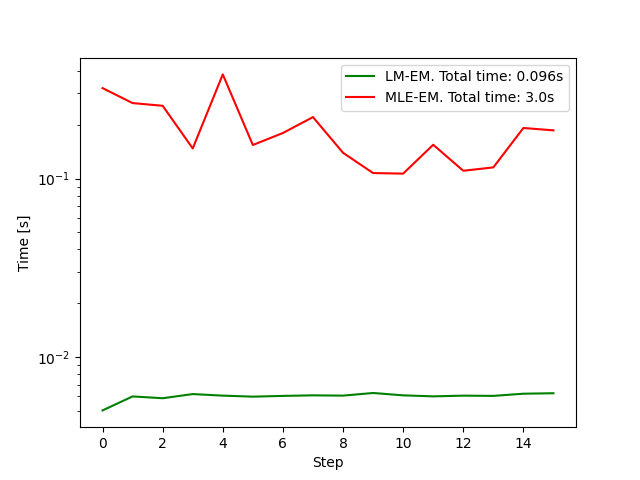 LM-EM. Total time: 0.096s
MLE-EM. Total time: 3.0s
10⁻¹
10⁻²
Time [s]
0 2 4 6 8 10 12 14
Step